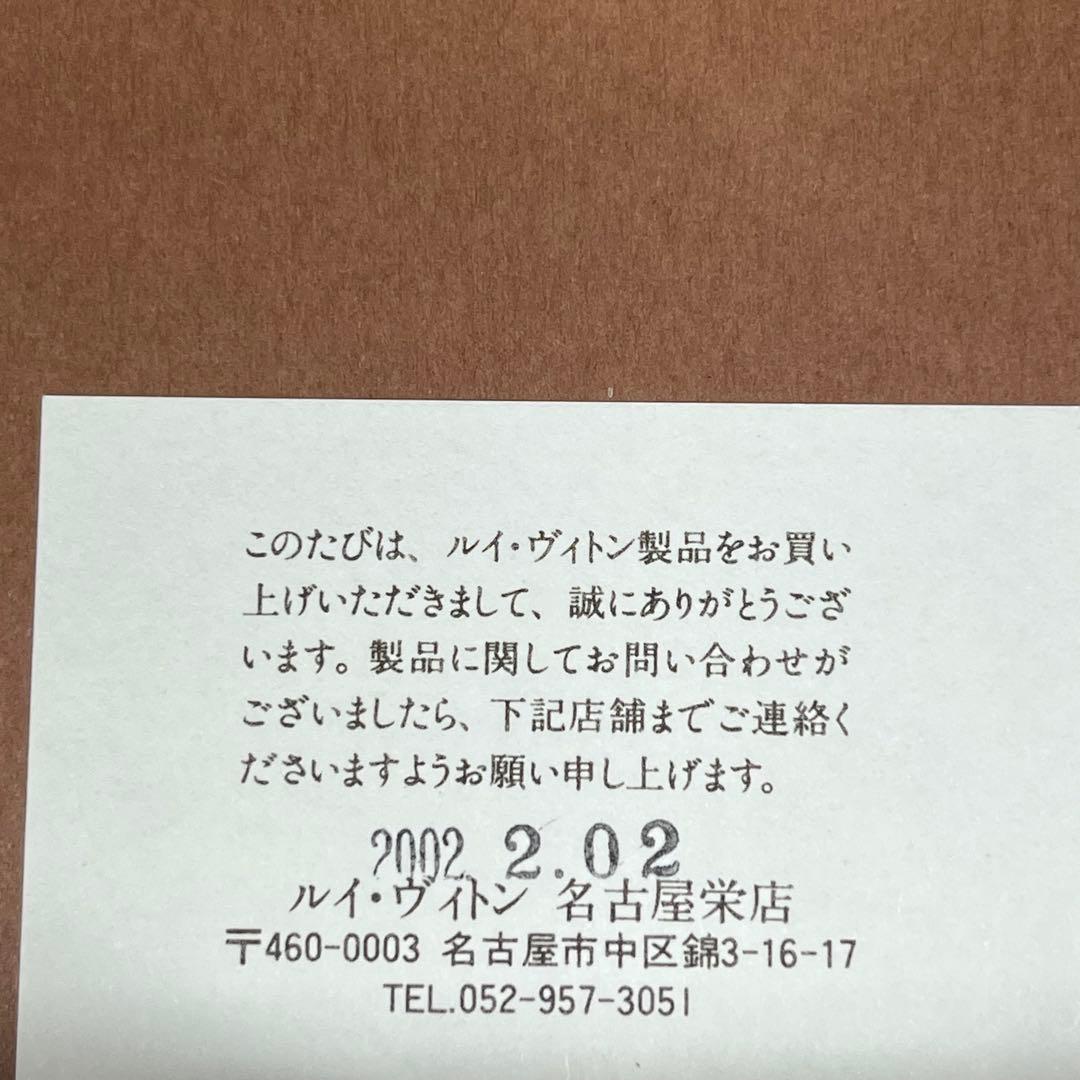 このたびは、ルイ・ヴィトン製品をお買い
上げいただきまして、誠にありがとうござ
います。製品に関してお問い合わせが
ございましたら、下記店舗までご連絡く
ださいますようお願い申し上げます。
2002. 2.02
ルイ・ヴィトン 名古屋栄店
〒460-0003 名古屋市中区錦3-16-17
TEL.052-957-3051